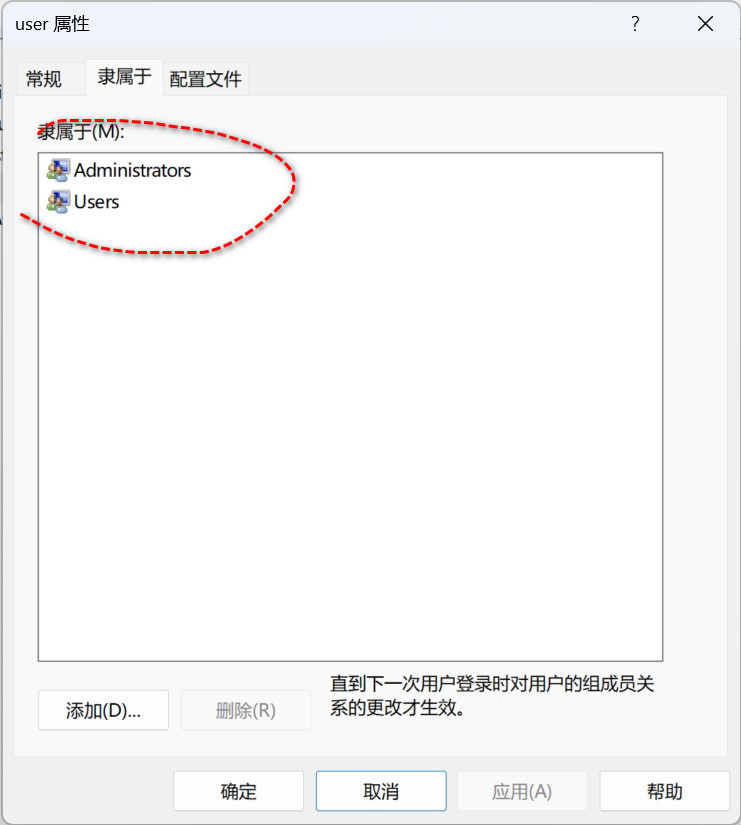 user 属性
?
常规
隶属于
配置文件
隶属于(M):
Administrators
Users
添加(D)...
删除(R)
直到下一次用户登录时对用户的组成员关
系的更改才生效。
确定
取消
应用(A)
帮助